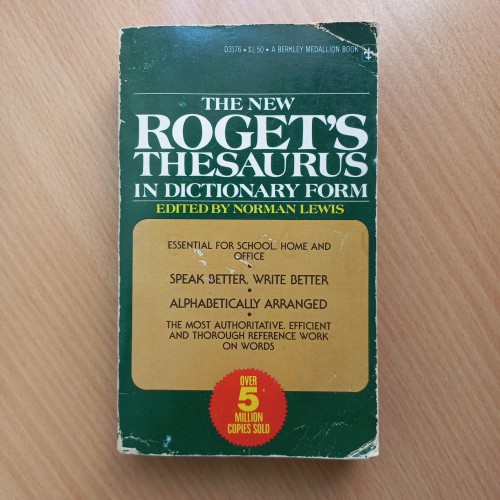 D3176 • $1.50 • A BERKLEY MEDALLION BOOK
THE NEW
ROGET'S
THESAURUS
IN DICTIONARY FORM
EDITED BY NORMAN LEWIS
ESSENTIAL FOR SCHOOL, HOME AND
OFFICE
•
SPEAK BETTER, WRITE BETTER
•
ALPHABETICALLY ARRANGED
•
THE MOST AUTHORITATIVE, EFFICIENT
AND THOROUGH REFERENCE WORK
ON WORDS
OVER
5
MILLION
COPIES SOLD